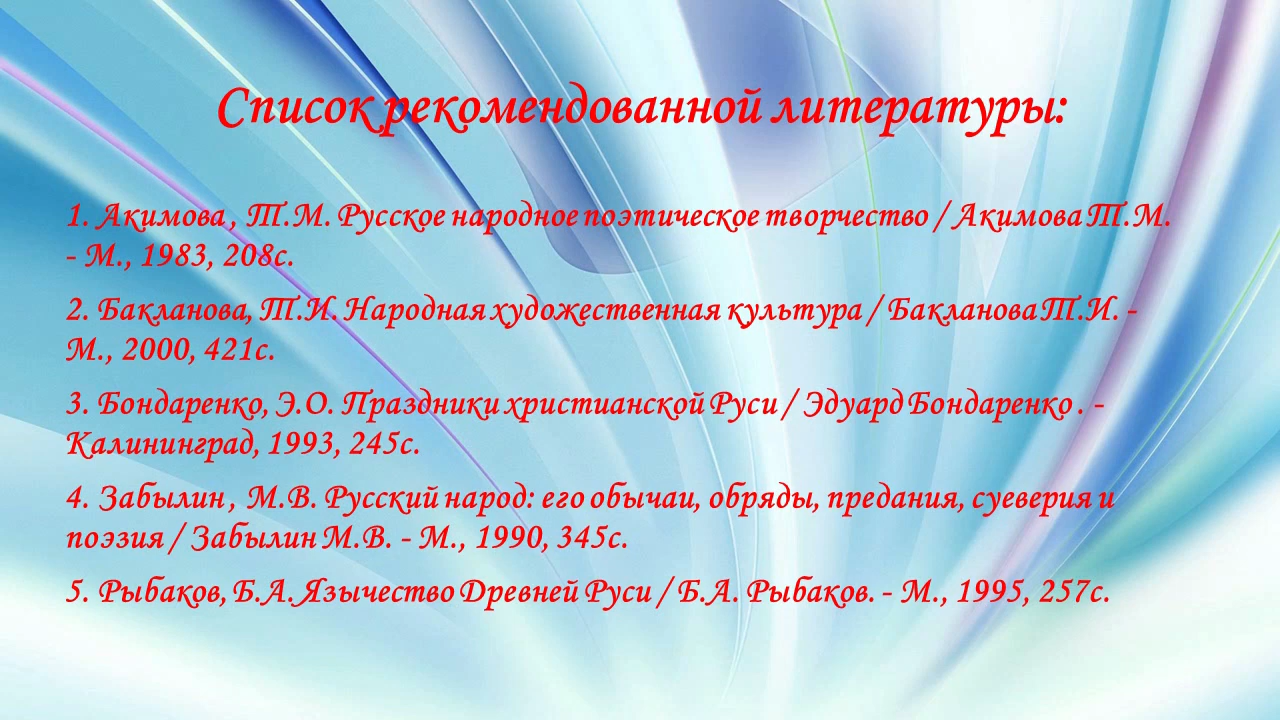 Список рекомендованной литературы:
1. Акимова , Т.М. Русское народное поэтическое творчество / Акимова Т.М.
- М., 1983, 208с.
2. Бакланова, Т.И. Народная художественная культура / Бакланова Т.И. -
М., 2000, 421с.
3. Бондаренко, Э.О. Праздники христианской Руси / Эдуард Бондаренко . -
Калининград, 1993, 245с.
4. Забылин , М.В. Русский народ: его обычаи, обряды, предания, суеверия и
поэзия / Забылин М.В. - М., 1990, 345с.
5. Рыбаков, Б.А. Язычество Древней Руси / Б.А. Рыбаков. - М., 1995, 257с.